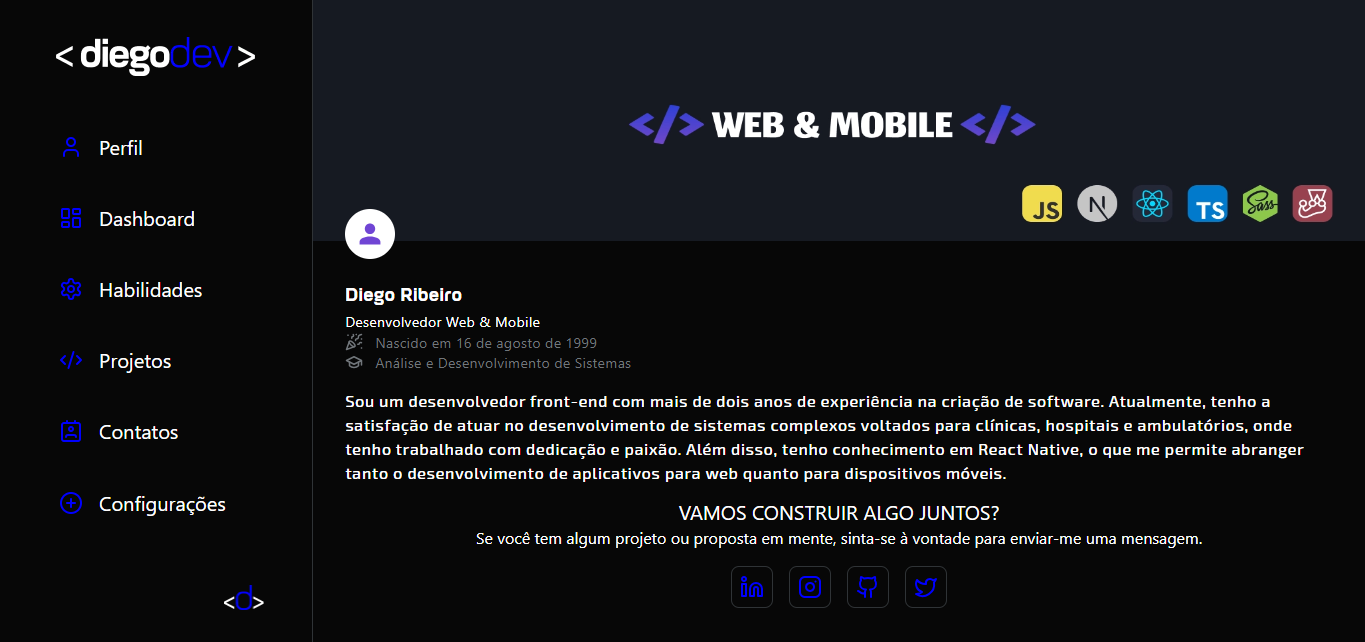 < diegodev >
Perfil
Dashboard
Habilidades
Projetos
Contatos
Configurações
<d>
</> WEB & MOBILE </>
JS
N
TS
Sass
Diego Ribeiro
Desenvolvedor Web & Mobile
Nascido em 16 de agosto de 1999
Análise e Desenvolvimento de Sistemas
Sou um desenvolvedor front-end com mais de dois anos de experiência na criação de software. Atualmente, tenho a
satisfação de atuar no desenvolvimento de sistemas complexos voltados para clínicas, hospitais e ambulatórios, onde
tenho trabalhado com dedicação e paixão. Além disso, tenho conhecimento em React Native, o que me permite abranger
tanto o desenvolvimento de aplicativos para web quanto para dispositivos móveis.
VAMOS CONSTRUIR ALGO JUNTOS?
Se você tem algum projeto ou proposta em mente, sinta-se à vontade para enviar-me uma mensagem.
in